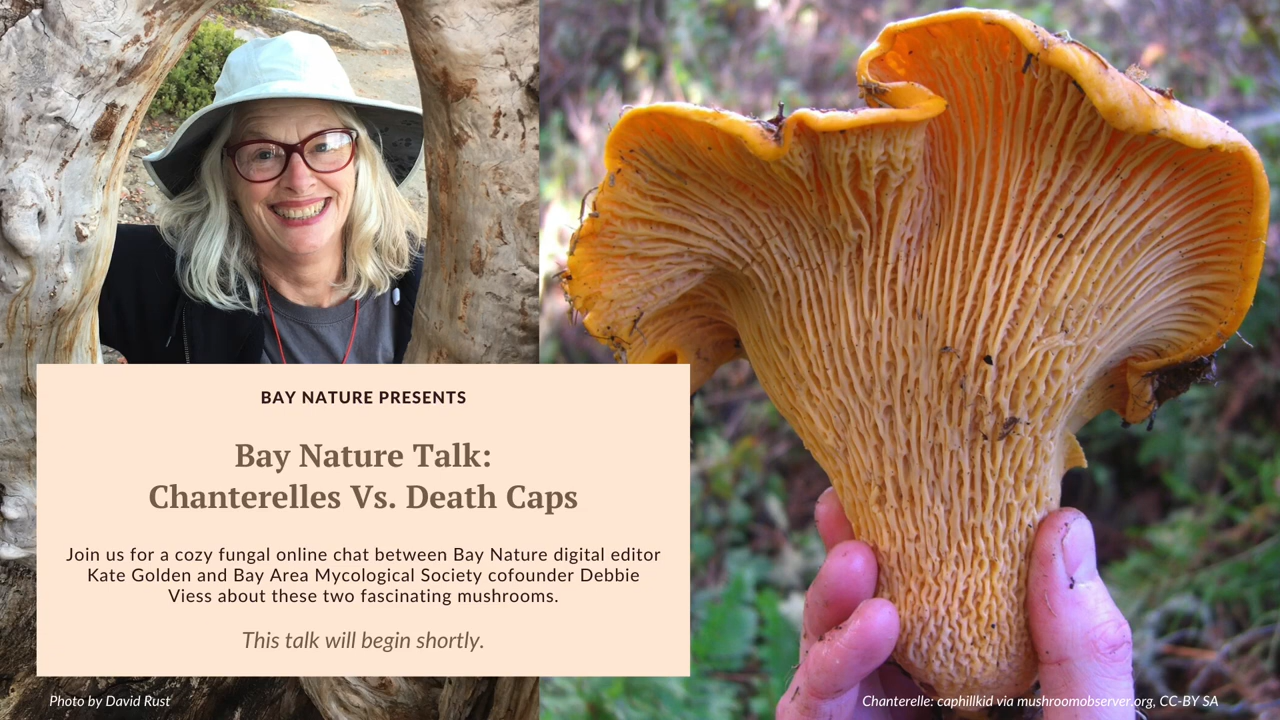 BAY NATURE PRESENTS
Bay Nature Talk:
Chanterelles Vs. Death Caps
Join us for a cozy fungal online chat between Bay Nature digital editor
Kate Golden and Bay Area Mycological Society cofounder Debbie
Viess about these two fascinating mushrooms.
This talk will begin shortly.
Photo by David Rust
Chanterelle: caphillkid via mushroomobserver.org, CC-BY SA